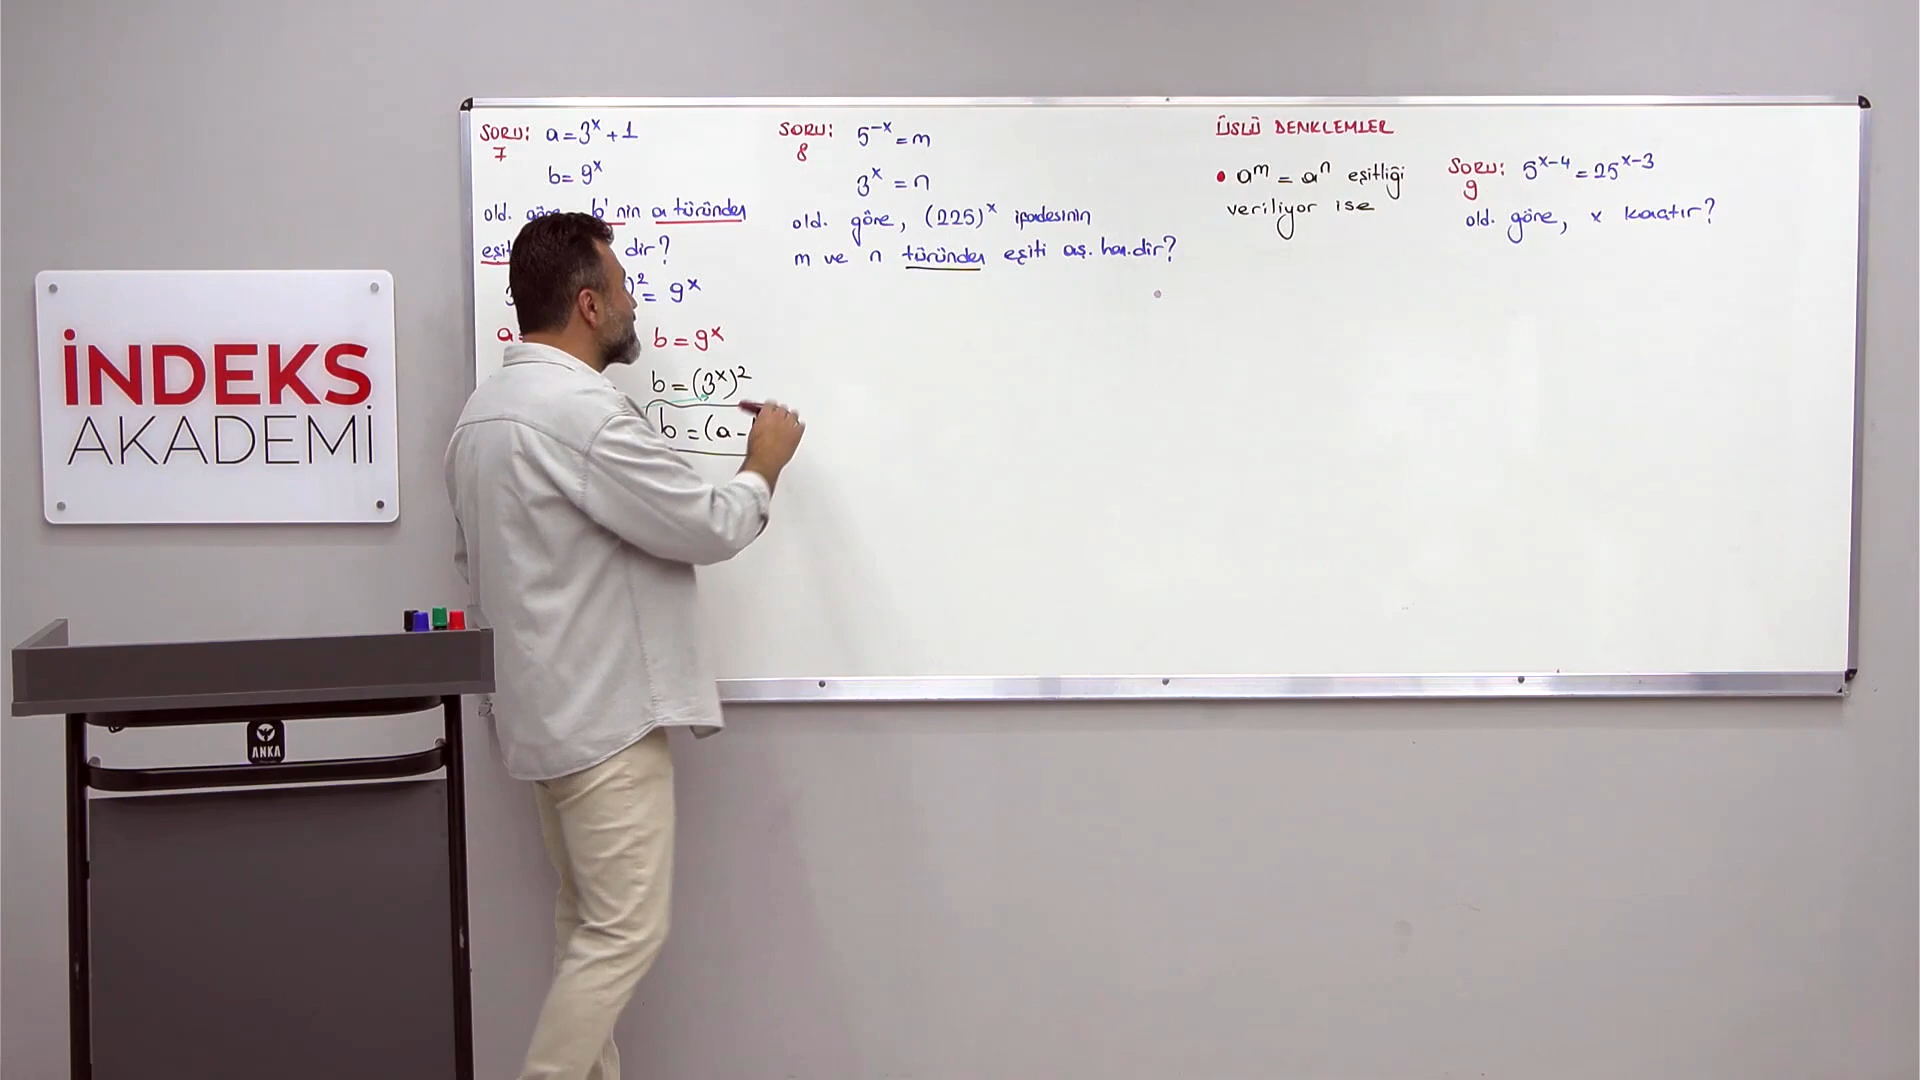 İNDEKS
AKADEMİ
ANKA
SORU: a = 3^x + 1
7
b = 9^x
old. göre b'nin a türünden
dir?
)^2 = 9^x
a =
b = 9^x
b = (3^x)^2
b = (a -
SORU: 5^-x = m
8
3^x = n
old. göre, (225)^x ifadesinin
m ve n türünden eşiti aş. han.dir?
ÜSLÜ DENKLEMLER
• a^m = a^n eşitliği
veriliyor ise
SORU: 5^x-4 = 25^x-3
9
old. göre, x kaçtır?